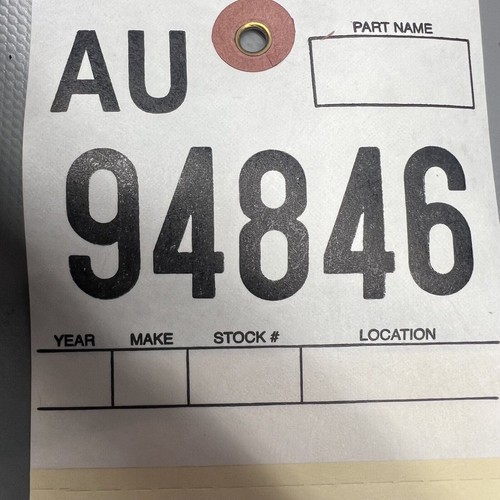 AU
PART NAME
94846
YEAR MAKE STOCK # LOCATION